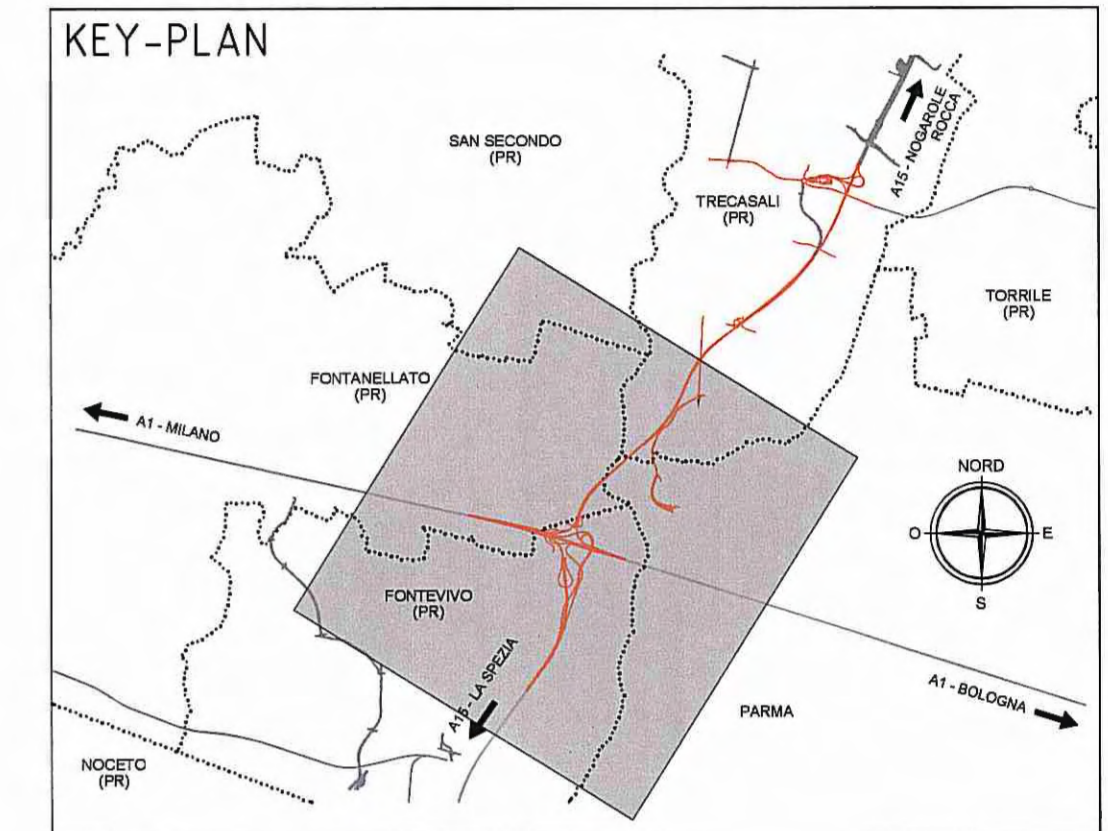 KEY-PLAN
SAN SECONDO
(PR)
A15 - NOGAROLE
ROCCA
TRECASALI
(PR)
TORRILE
(PR)
FONTANELLATO
(PR)
A1 - MILANO
NORD
O
E
S
FONTEVIVO
(PR)
A15 - LA SPEZIA
A1 - BOLOGNA
PARMA
NOCETO
(PR)